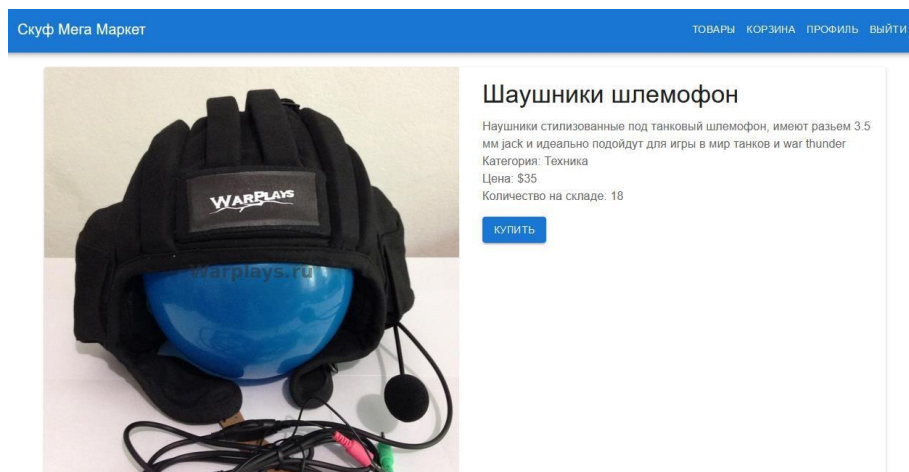 Скуф Мега Маркет
ТОВАРЫ КОРЗИНА ПРОФИЛЬ ВЫЙТИ
WARPLAYS
Warplays.ru
Шаушники шлемофон
Наушники стилизованные под танковый шлемофон, имеют разьем 3.5
мм jack и идеально подойдут для игры в мир танков и war thunder
Категория: Техника
Цена: $35
Количество на складе: 18
КУПИТЬ